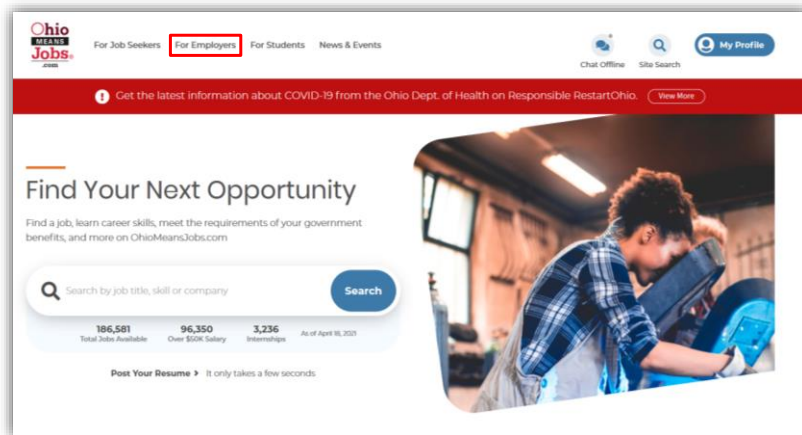 Ohio
MEANS
Jobs.
.com
For Job Seekers For Employers For Students News & Events
Chat Offline Site Search My Profile
! Get the latest information about COVID-19 from the Ohio Dept. of Health on Responsible RestartOhio. View More
Find Your Next Opportunity
Find a job, learn career skills, meet the requirements of your government
benefits, and more on OhioMeansJobs.com
Search by job title, skill or company Search
186,581 96,350 3,236 As of April 18, 2021
Total Jobs Available Over $50K Salary Internships
Post Your Resume > It only takes a few seconds